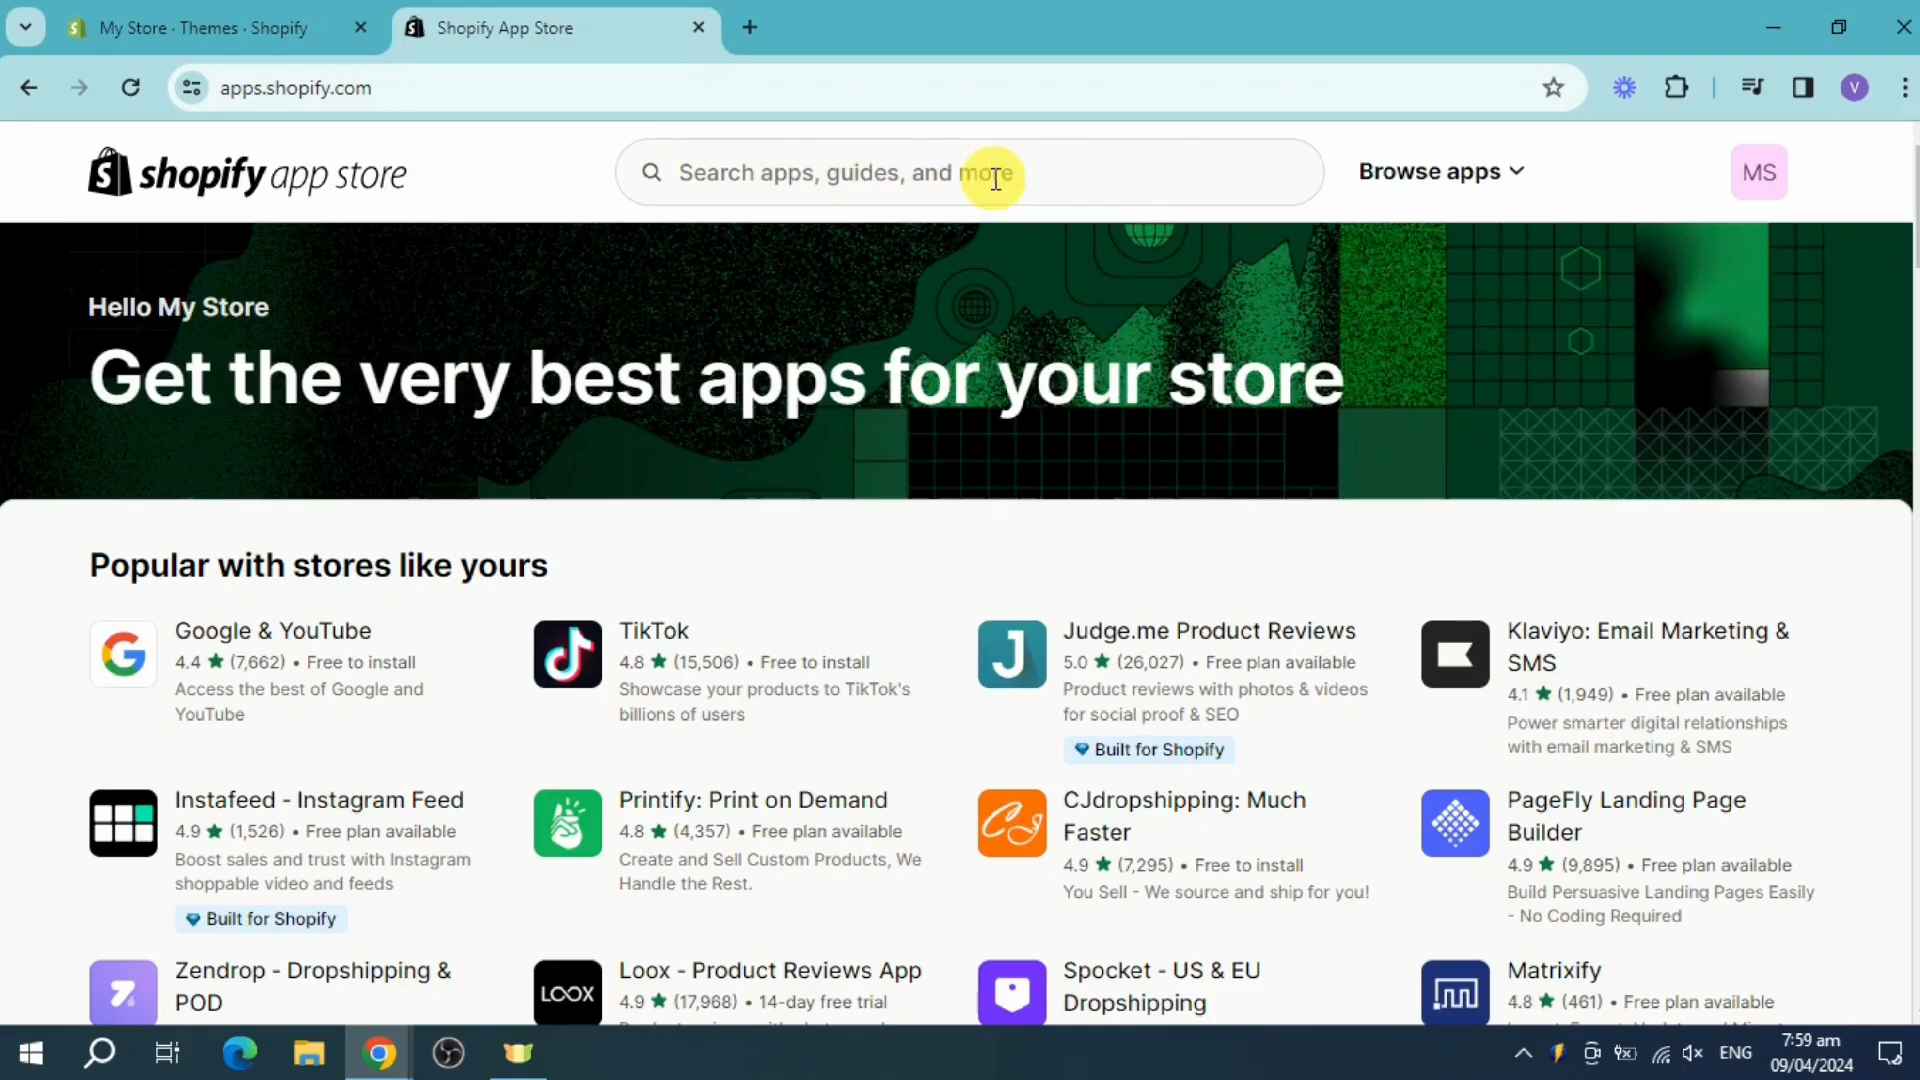 My Store · Themes · Shopify
Shopify App Store
apps.shopify.com
V
shopify app store
Search apps, guides, and more
Browse apps
MS
Hello My Store
Get the very best apps for your store
Popular with stores like yours
Google & YouTube
4.4 ★ (7,662) • Free to install
Access the best of Google and
YouTube
TikTok
4.8 ★ (15,506) • Free to install
Showcase your products to TikTok's
billions of users
Judge.me Product Reviews
5.0 ★ (26,027) • Free plan available
Product reviews with photos & videos
for social proof & SEO
Built for Shopify
Klaviyo: Email Marketing &
SMS
4.1 ★ (1,949) • Free plan available
Power smarter digital relationships
with email marketing & SMS
Instafeed - Instagram Feed
4.9 ★ (1,526) • Free plan available
Boost sales and trust with Instagram
shoppable video and feeds
Built for Shopify
Printify: Print on Demand
4.8 ★ (4,357) • Free plan available
Create and Sell Custom Products, We
Handle the Rest.
CJdropshipping: Much
Faster
4.9 ★ (7,295) • Free to install
You Sell - We source and ship for you!
PageFly Landing Page
Builder
4.9 ★ (9,895) • Free plan available
Build Persuasive Landing Pages Easily
- No Coding Required
Zendrop - Dropshipping &
POD
LOOX
Loox - Product Reviews App
4.9 ★ (17,968) • 14-day free trial
Spocket - US & EU
Dropshipping
Matrixify
4.8 ★ (461) • Free plan available
ENG
7:59 am
09/04/2024